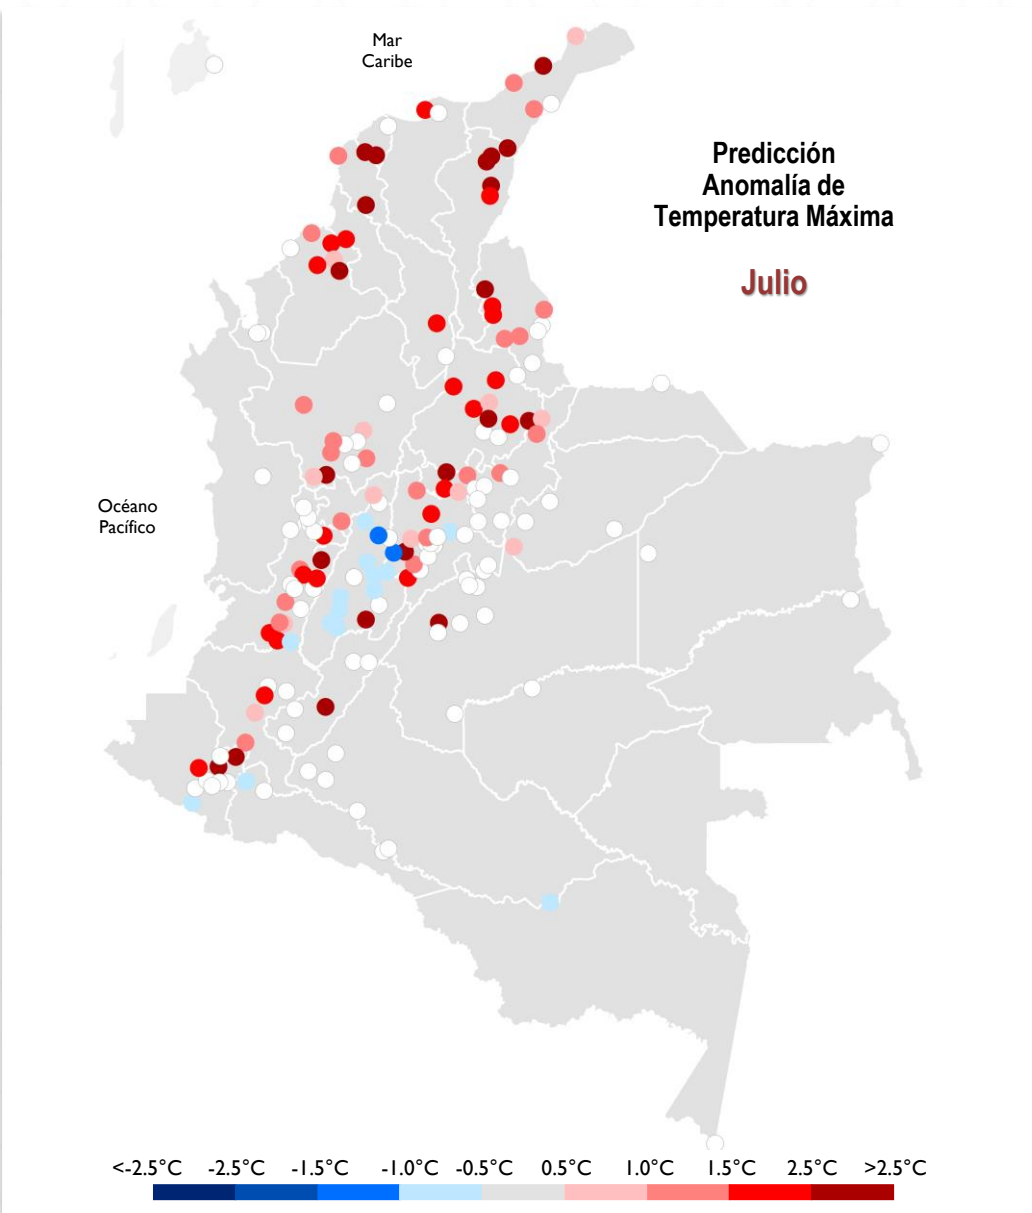 Mar
Caribe
Predicción
Anomalía de
Temperatura Máxima
Julio
Océano
Pacífico
<-2.5°C -2.5°C -1.5°C -1.0°C -0.5°C 0.5°C 1.0°C 1.5°C 2.5°C >2.5°C